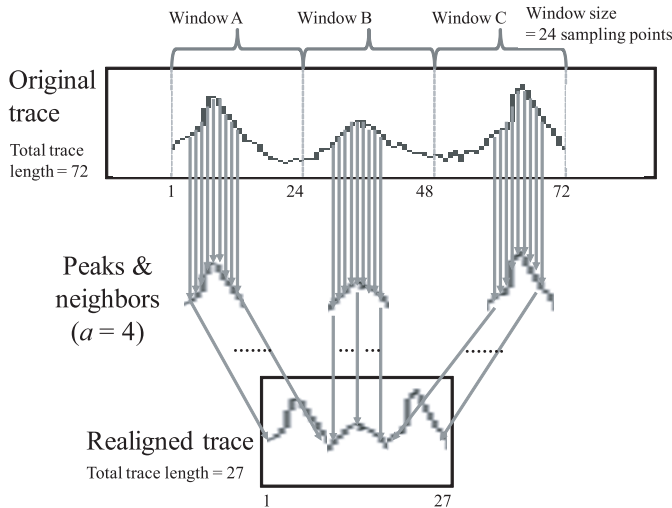 Window A
Window B
Window C
Window size
= 24 sampling points
Original
trace
Total trace
length = 72
1
24
48
72
Peaks &
neighbors
(a = 4)
Realigned trace
Total trace length = 27
1
27